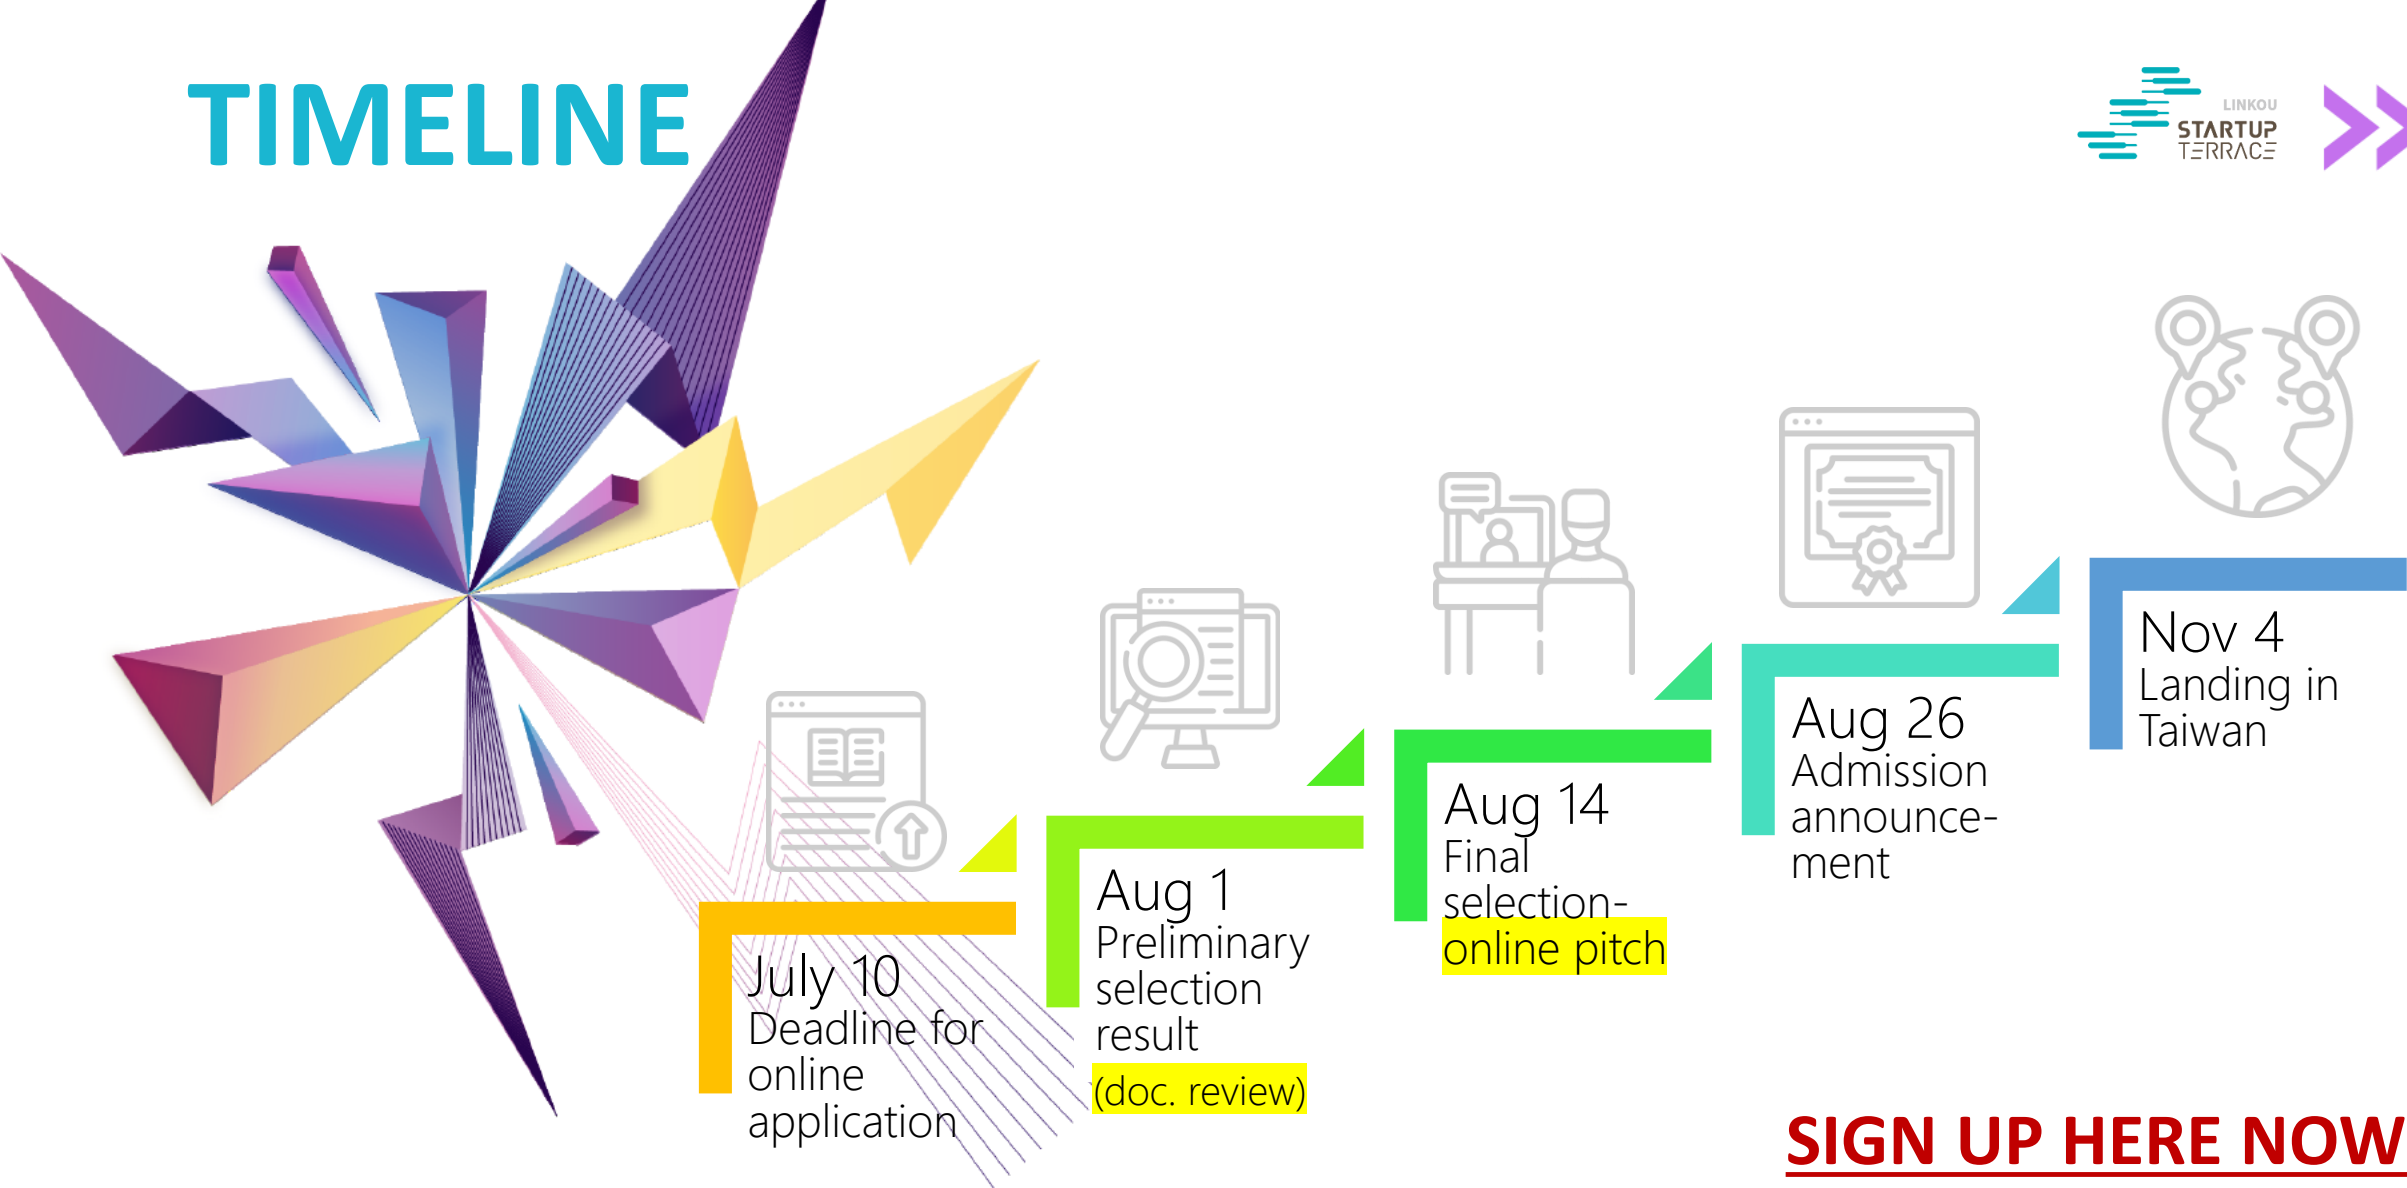 TIMELINE
LINKOU
STARTUP
TERRACE
July 10
Deadline for
online
application
Aug 1
Preliminary
selection
result
(doc. review)
Aug 14
Final
selection-
online pitch
Aug 26
Admission
announce-
ment
Nov 4
Landing in
Taiwan
SIGN UP HERE NOW